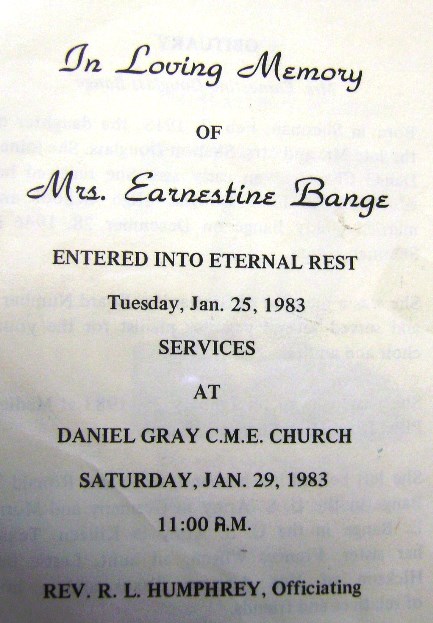 In Loving Memory
OF
Mrs. Earnestine Bange
ENTERED INTO ETERNAL REST
Tuesday, Jan. 25, 1983
SERVICES
AT
DANIEL GRAY C.M.E. CHURCH
SATURDAY, JAN. 29, 1983
11:00 A.M.
REV. R. L. HUMPHREY, Officiating